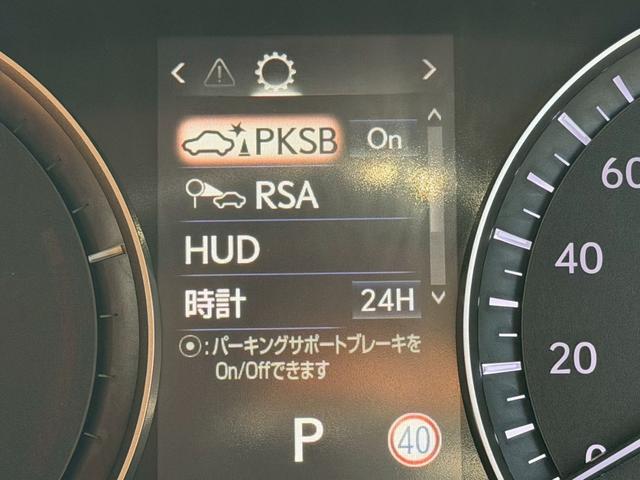 PKSB On
RSA
HUD
時計 24H
⦿:パーキングサポートブレーキを
On/Offできます
P
40
60
40
20
0